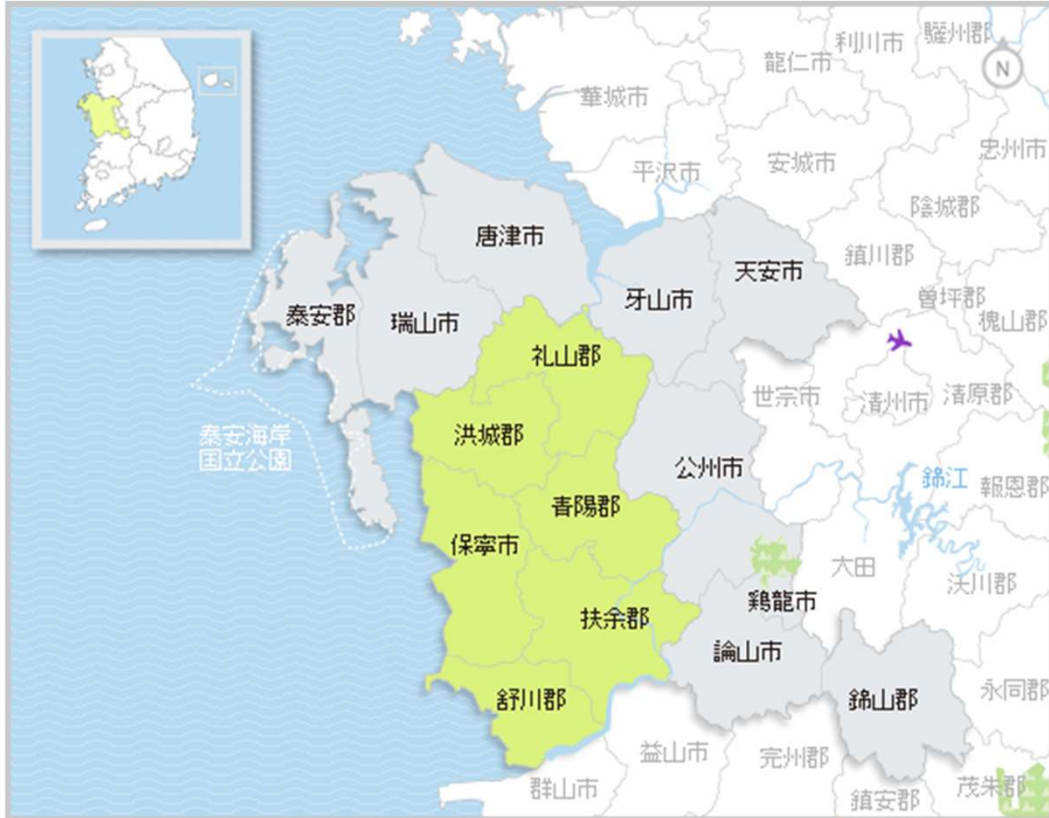 利川市
驪州郡
龍仁市
N
華城市
安城市
忠州市
平沢市
陰城郡
唐津市
鎮川郡
天安市
牙山市
曽坪郡
泰安郡
瑞山市
槐山郡
礼山郡
世宗市
清州市
清原郡
洪城郡
泰安海岸
国立公園
公州市
錦江
報恩郡
青陽郡
保寧市
大田
沃川郡
鶏龍市
扶余郡
論山市
舒川郡
錦山郡
永同郡
益山市
完州郡
群山市
鎮安郡
茂朱郡